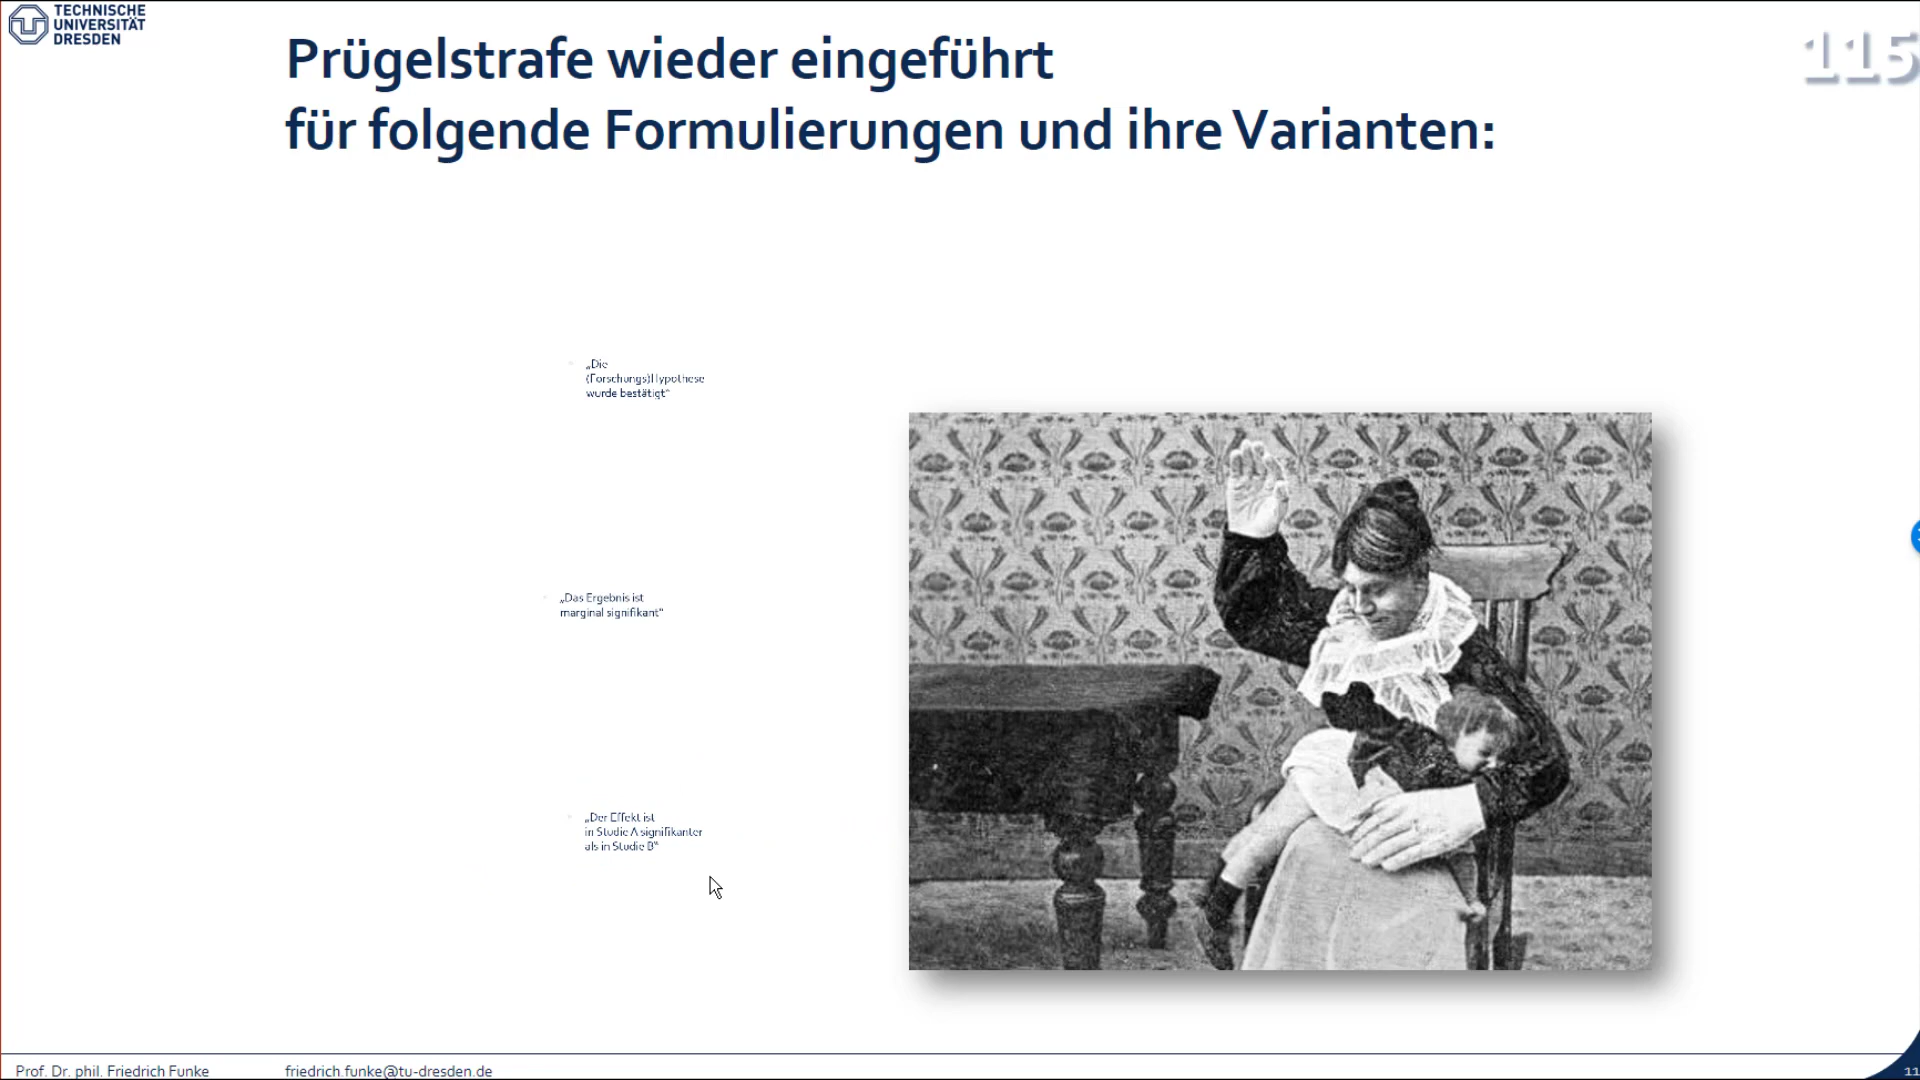 TECHNISCHE
UNIVERSITÄT
DRESDEN
Prügelstrafe wieder eingeführt
für folgende Formulierungen und ihre Varianten:
115
„Die
(Forschungs)Hypothese
wurde bestätigt“
„Das Ergebnis ist
marginal signifikant“
„Der Effekt ist
in Studie A signifikanter
als in Studie B“
Prof. Dr. phil. Friedrich Funke
friedrich.funke@tu-dresden.de
11